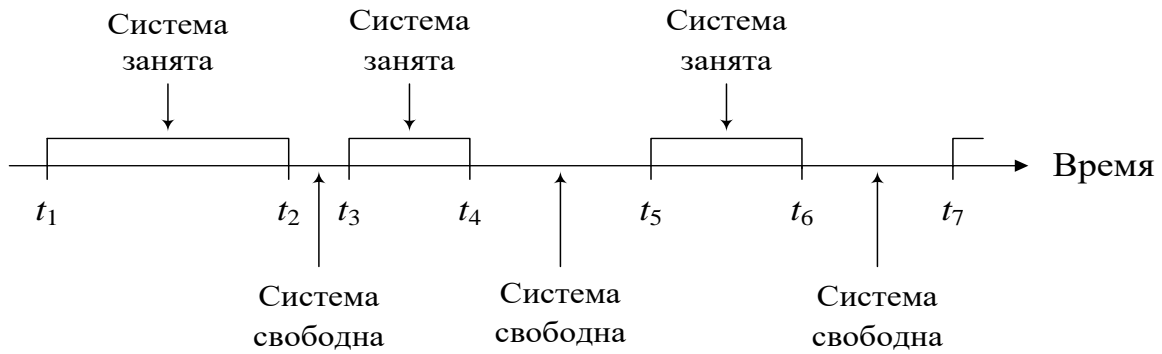 Система
занята
Система
занята
Система
занята
Время
t1
t2
t3
t4
t5
t6
t7
Система
свободна
Система
свободна
Система
свободна